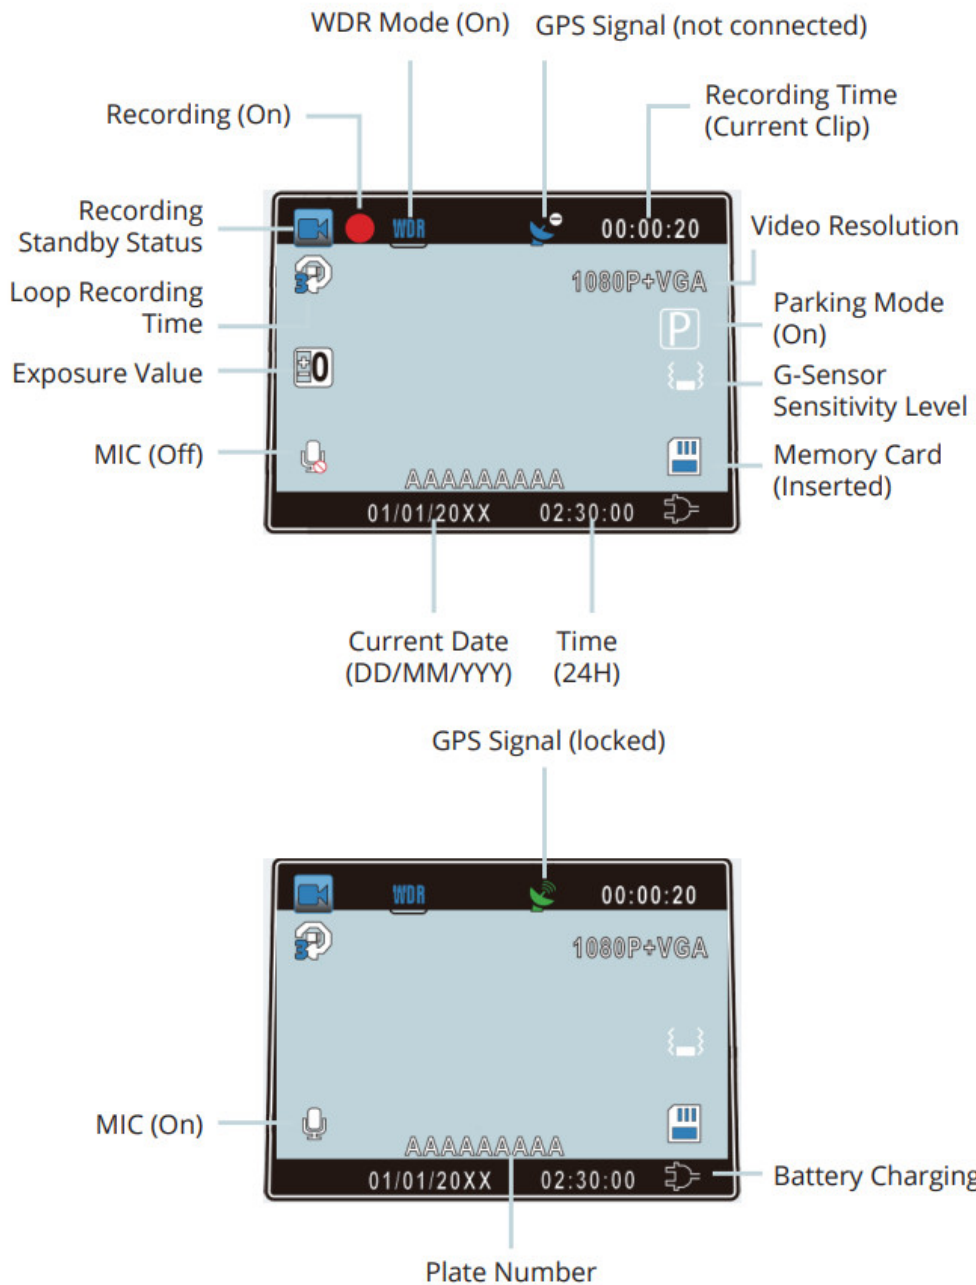 WDR Mode (On)
GPS Signal (not connected)
Recording (On)
Recording Time
(Current Clip)
Recording
Standby Status
WDR
00:00:20
Video Resolution
Loop Recording
Time
3
1080P+VGA
Parking Mode
(On)
P
Exposure Value
±0
G-Sensor
Sensitivity Level
MIC (Off)
Memory Card
(Inserted)
AAAAAAAAA
01/01/20XX
02:30:00
Current Date
(DD/MM/YYY)
Time
(24H)
GPS Signal (locked)
WDR
00:00:20
3
1080P+VGA
MIC (On)
AAAAAAAAA
01/01/20XX
02:30:00
Battery Charging
Plate Number